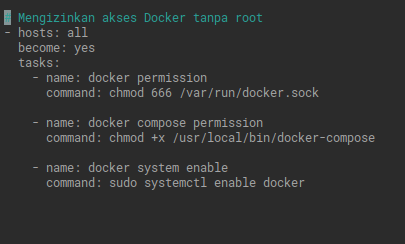 # Mengizinkan akses Docker tanpa root
- hosts: all
  become: yes
  tasks:
    - name: docker permission
      command: chmod 666 /var/run/docker.sock
    - name: docker compose permission
      command: chmod +x /usr/local/bin/docker-compose
    - name: docker system enable
      command: sudo systemctl enable docker